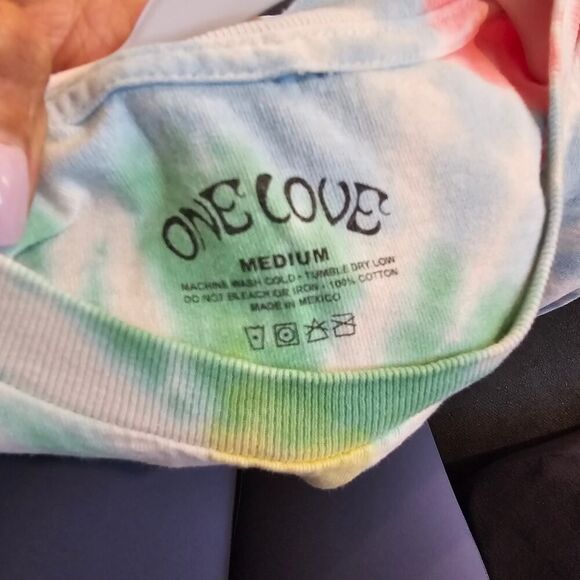 ONE LOVE
MEDIUM
MACHINE WASH COLD • TUMBLE DRY LOW
DO NOT BLEACH OR IRON • 100% COTTON
MADE IN MEXICO